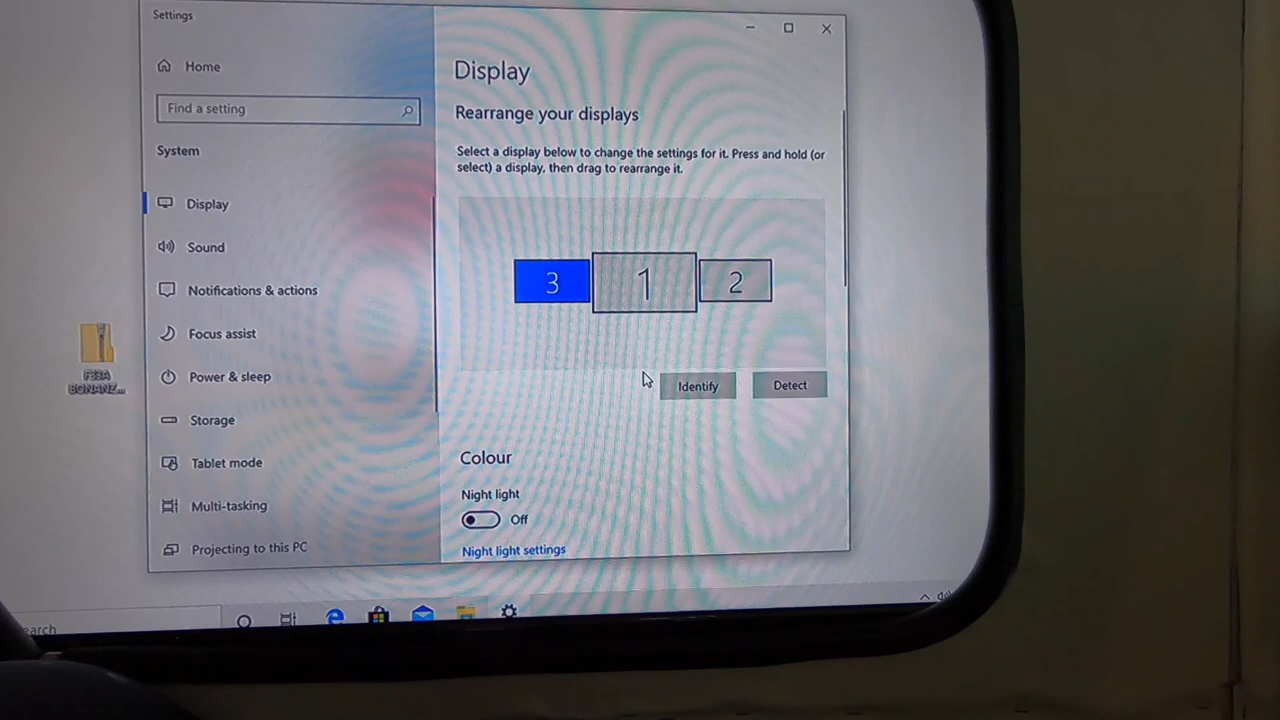 Settings
Home
Find a setting
System
Display
Sound
Notifications & actions
Focus assist
Power & sleep
Storage
Tablet mode
Multi-tasking
Projecting to this PC
Display
Rearrange your displays
Select a display below to change the settings for it. Press and hold (or
select) a display, then drag to rearrange it.
3 1 2
Identify Detect
Colour
Night light
Off
Night light settings
F33A
BONANZ...
earch